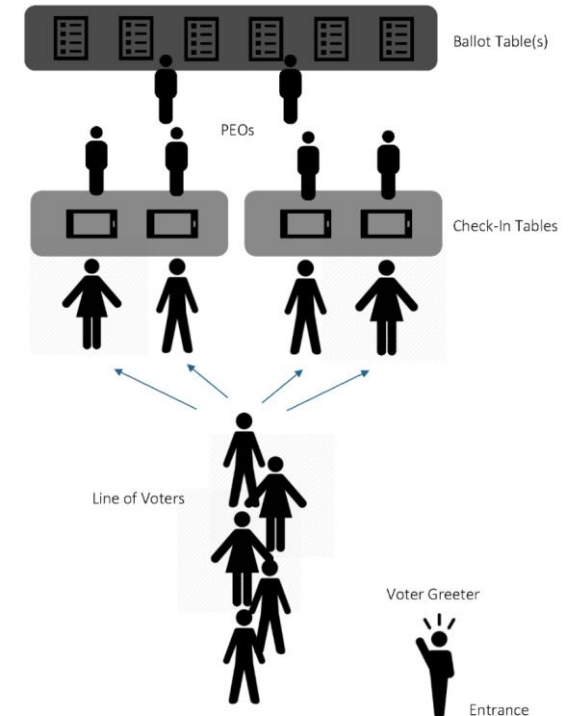 Ballot Table(s)
PEOs
Check-In Tables
Line of Voters
Voter Greeter
Entrance